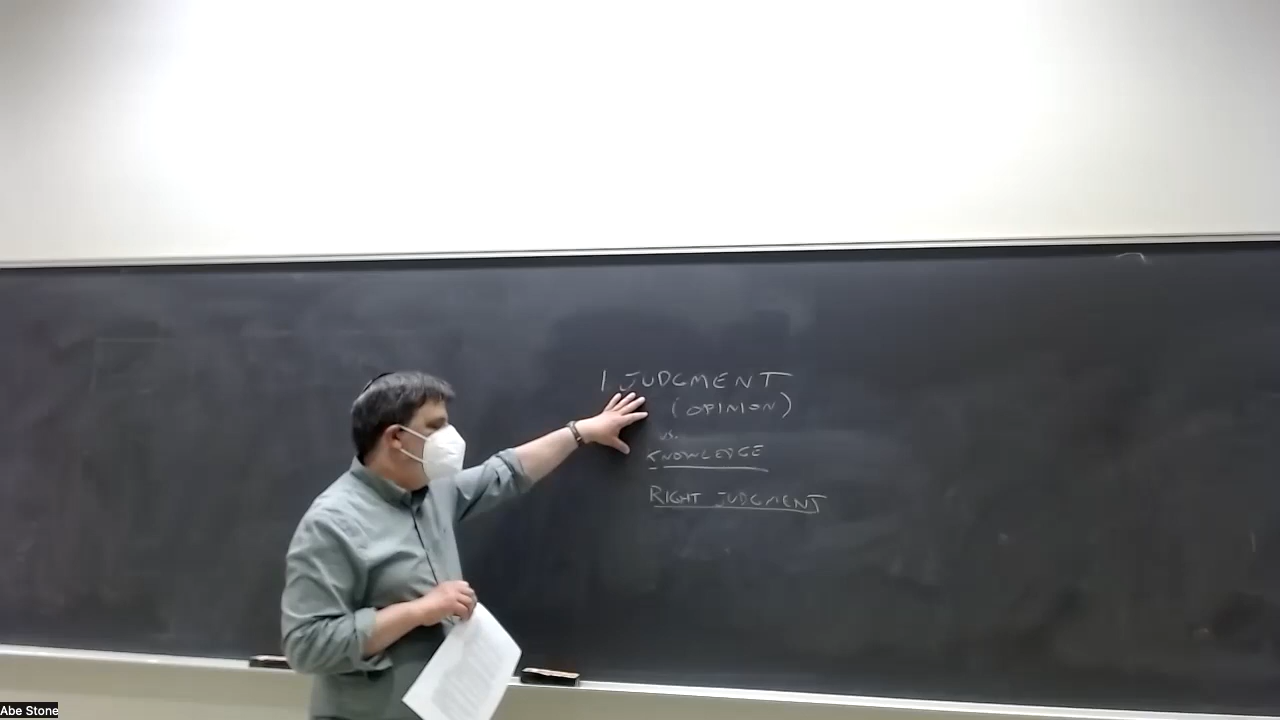 1 JUDGMENT
(OPINION)
vs.
KNOWLEDGE
RIGHT JUDGMENT
Abe Stone